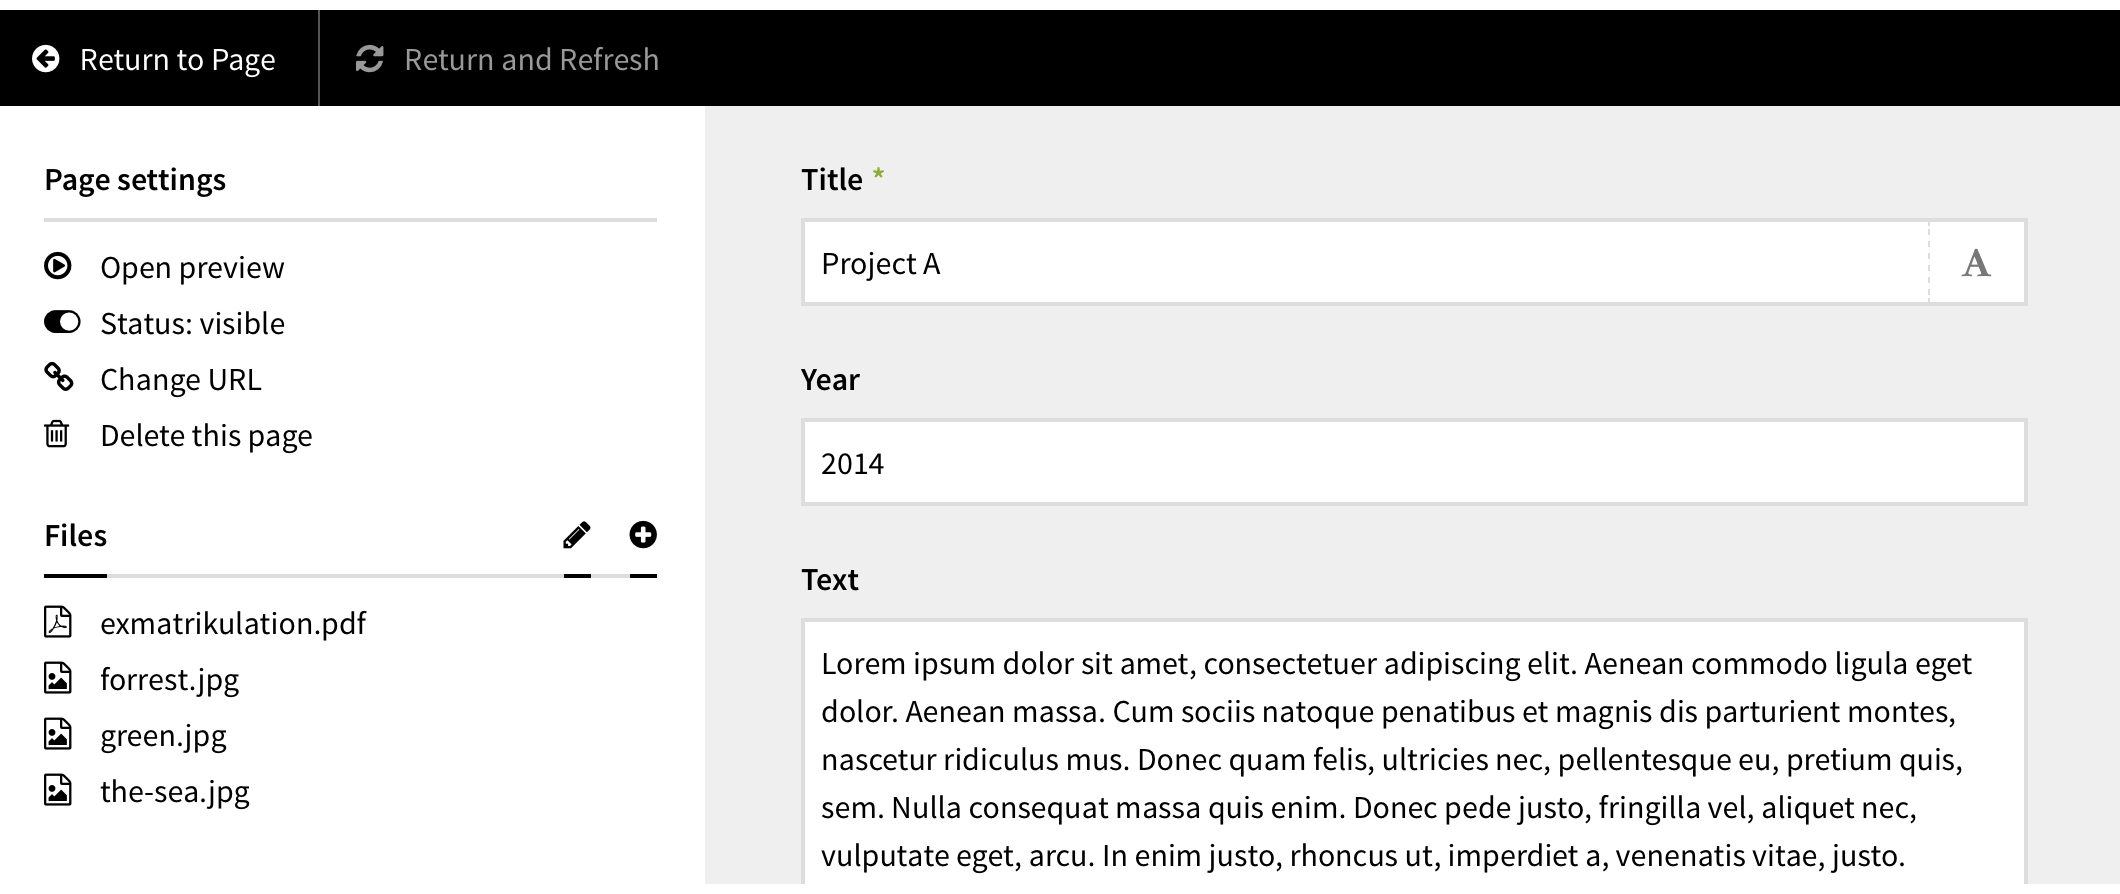 Return to Page
Return and Refresh
Page settings
Open preview
Status: visible
Change URL
Delete this page
Files
exmatrikulation.pdf
forrest.jpg
green.jpg
the-sea.jpg
Title *
Project A
A
Year
2014
Text
Lorem ipsum dolor sit amet, consectetuer adipiscing elit. Aenean commodo ligula eget
dolor. Aenean massa. Cum sociis natoque penatibus et magnis dis parturient montes,
nascetur ridiculus mus. Donec quam felis, ultricies nec, pellentesque eu, pretium quis,
sem. Nulla consequat massa quis enim. Donec pede justo, fringilla vel, aliquet nec,
vulputate eget, arcu. In enim justo, rhoncus ut, imperdiet a, venenatis vitae, justo.